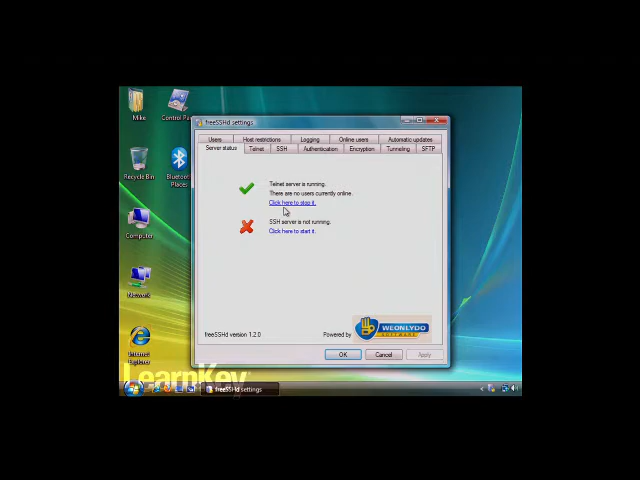 Mike
Control Pa...
Recycle Bin
Bluetooth
Places
Computer
Network
Internet
Explorer
freeSSHd settings
Users
Host restrictions
Logging
Online users
Automatic updates
Server status
Telnet
SSH
Authentication
Encryption
Tunneling
SFTP
Telnet server is running.
There are no users currently online.
Click here to stop it.
SSH server is not running.
Click here to start it.
freeSSHd version 1.2.0
Powered by
WEONLYDO
SOFTWARE
OK
Cancel
Apply
LearnKey
freeSSHd settings